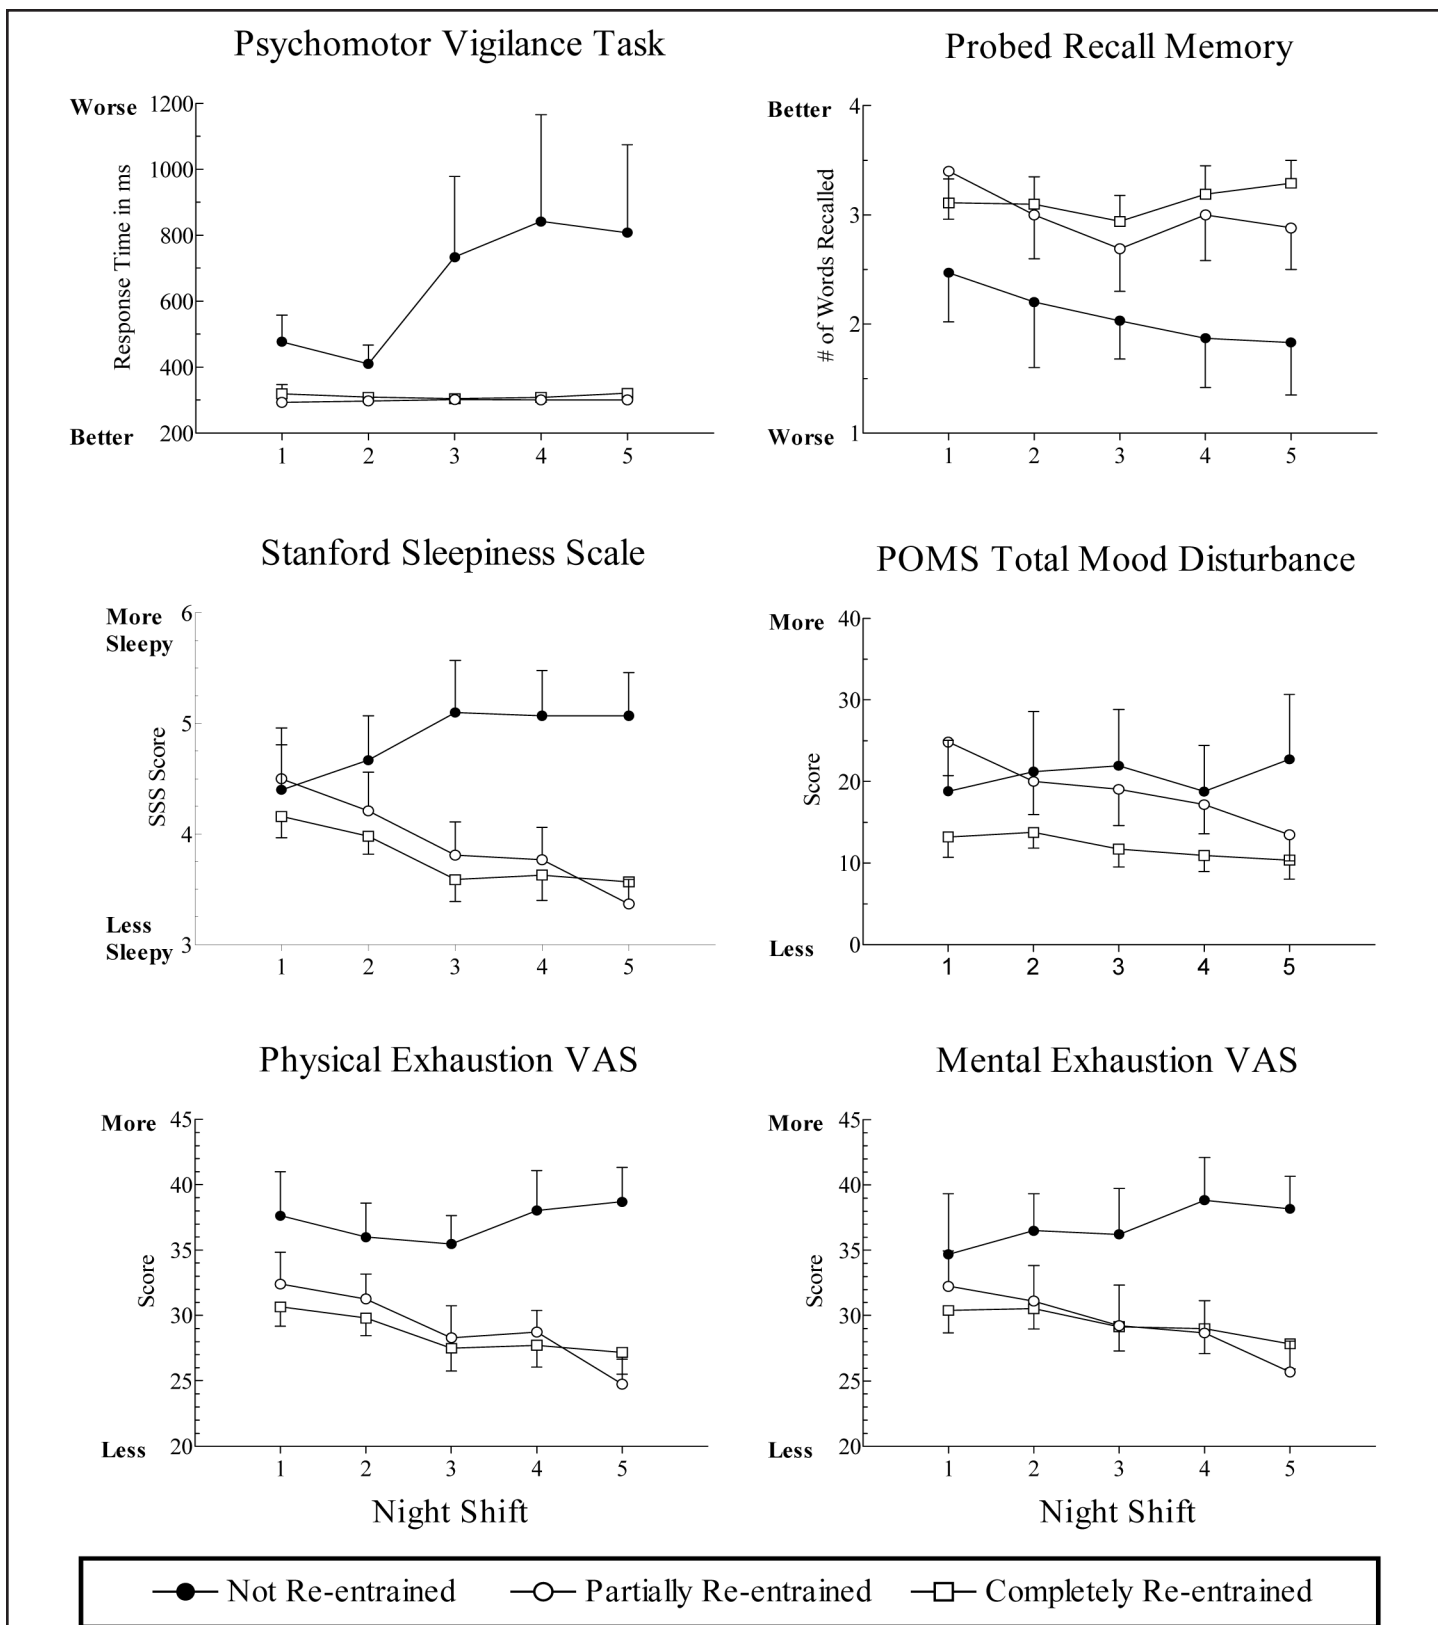 Psychomotor Vigilance Task
Worse
1200
1000
800
600
400
200
Better
Response Time in ms
1 2 3 4 5
Probed Recall Memory
Better
4
3
2
1
Worse
# of Words Recalled
1 2 3 4 5
Stanford Sleepiness Scale
More
Sleepy
6
5
4
3
Less
Sleepy
SSS Score
1 2 3 4 5
POMS Total Mood Disturbance
More
40
30
20
10
0
Less
Score
1 2 3 4 5
Physical Exhaustion VAS
More
45
40
35
30
25
20
Less
Score
1 2 3 4 5
Night Shift
Mental Exhaustion VAS
More
45
40
35
30
25
20
Less
Score
1 2 3 4 5
Night Shift
Not Re-entrained Partially Re-entrained Completely Re-entrained